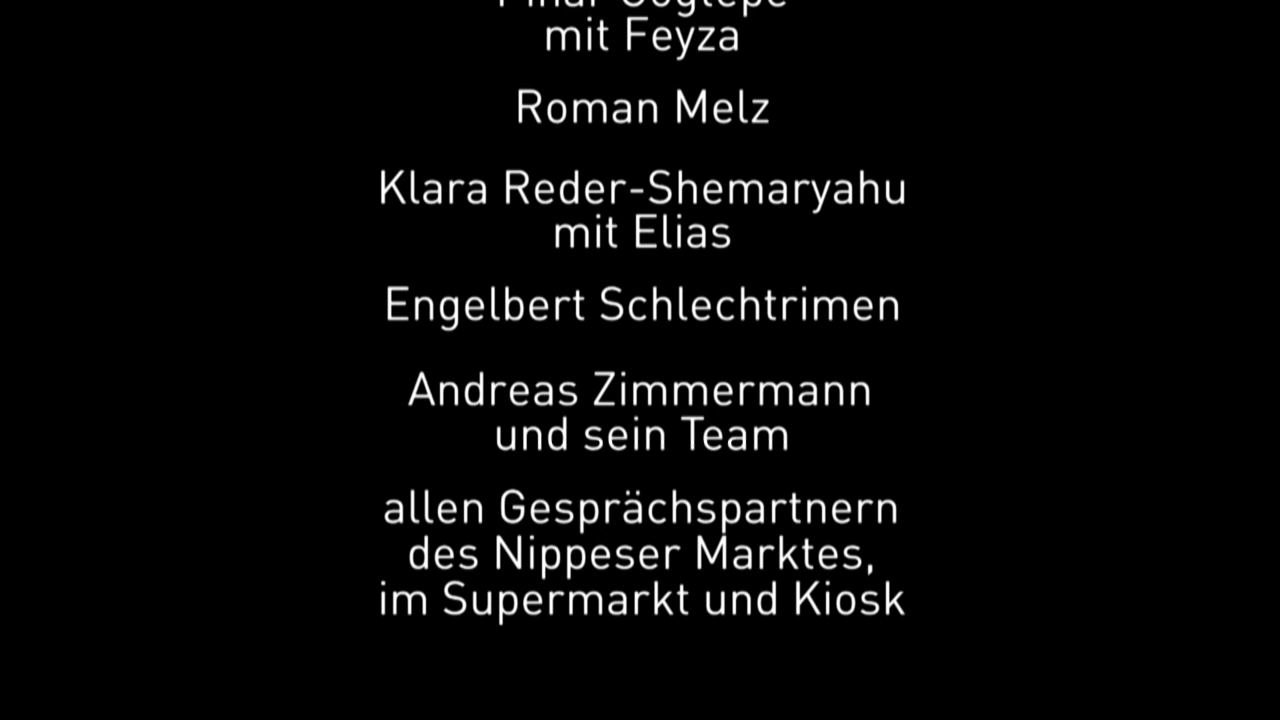 mit Feyza
Roman Melz
Klara Reder-Shemaryahu
mit Elias
Engelbert Schlechtrimen
Andreas Zimmermann
und sein Team
allen Gesprächspartnern
des Nippeser Marktes,
im Supermarkt und Kiosk